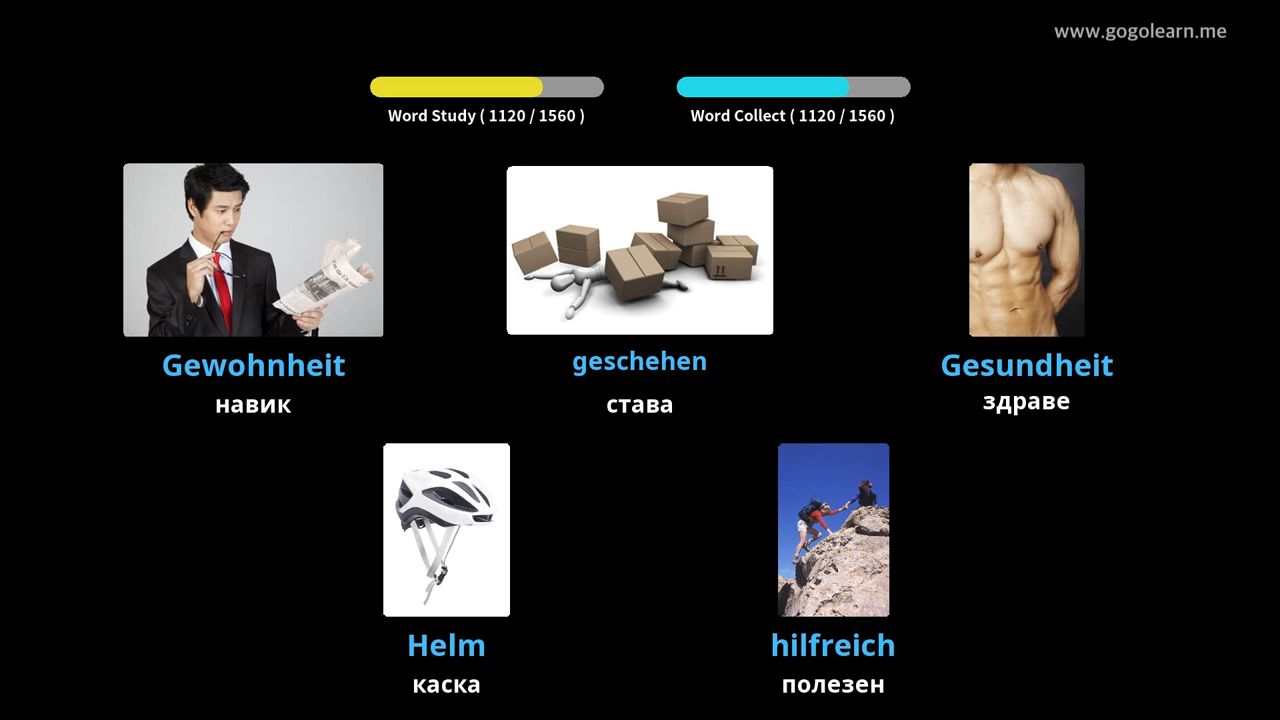 www.gogolearn.me
Word Study ( 1120 / 1560 )
Word Collect ( 1120 / 1560 )
Gewohnheit
навик
geschehen
става
Gesundheit
здраве
Helm
каска
hilfreich
полезен